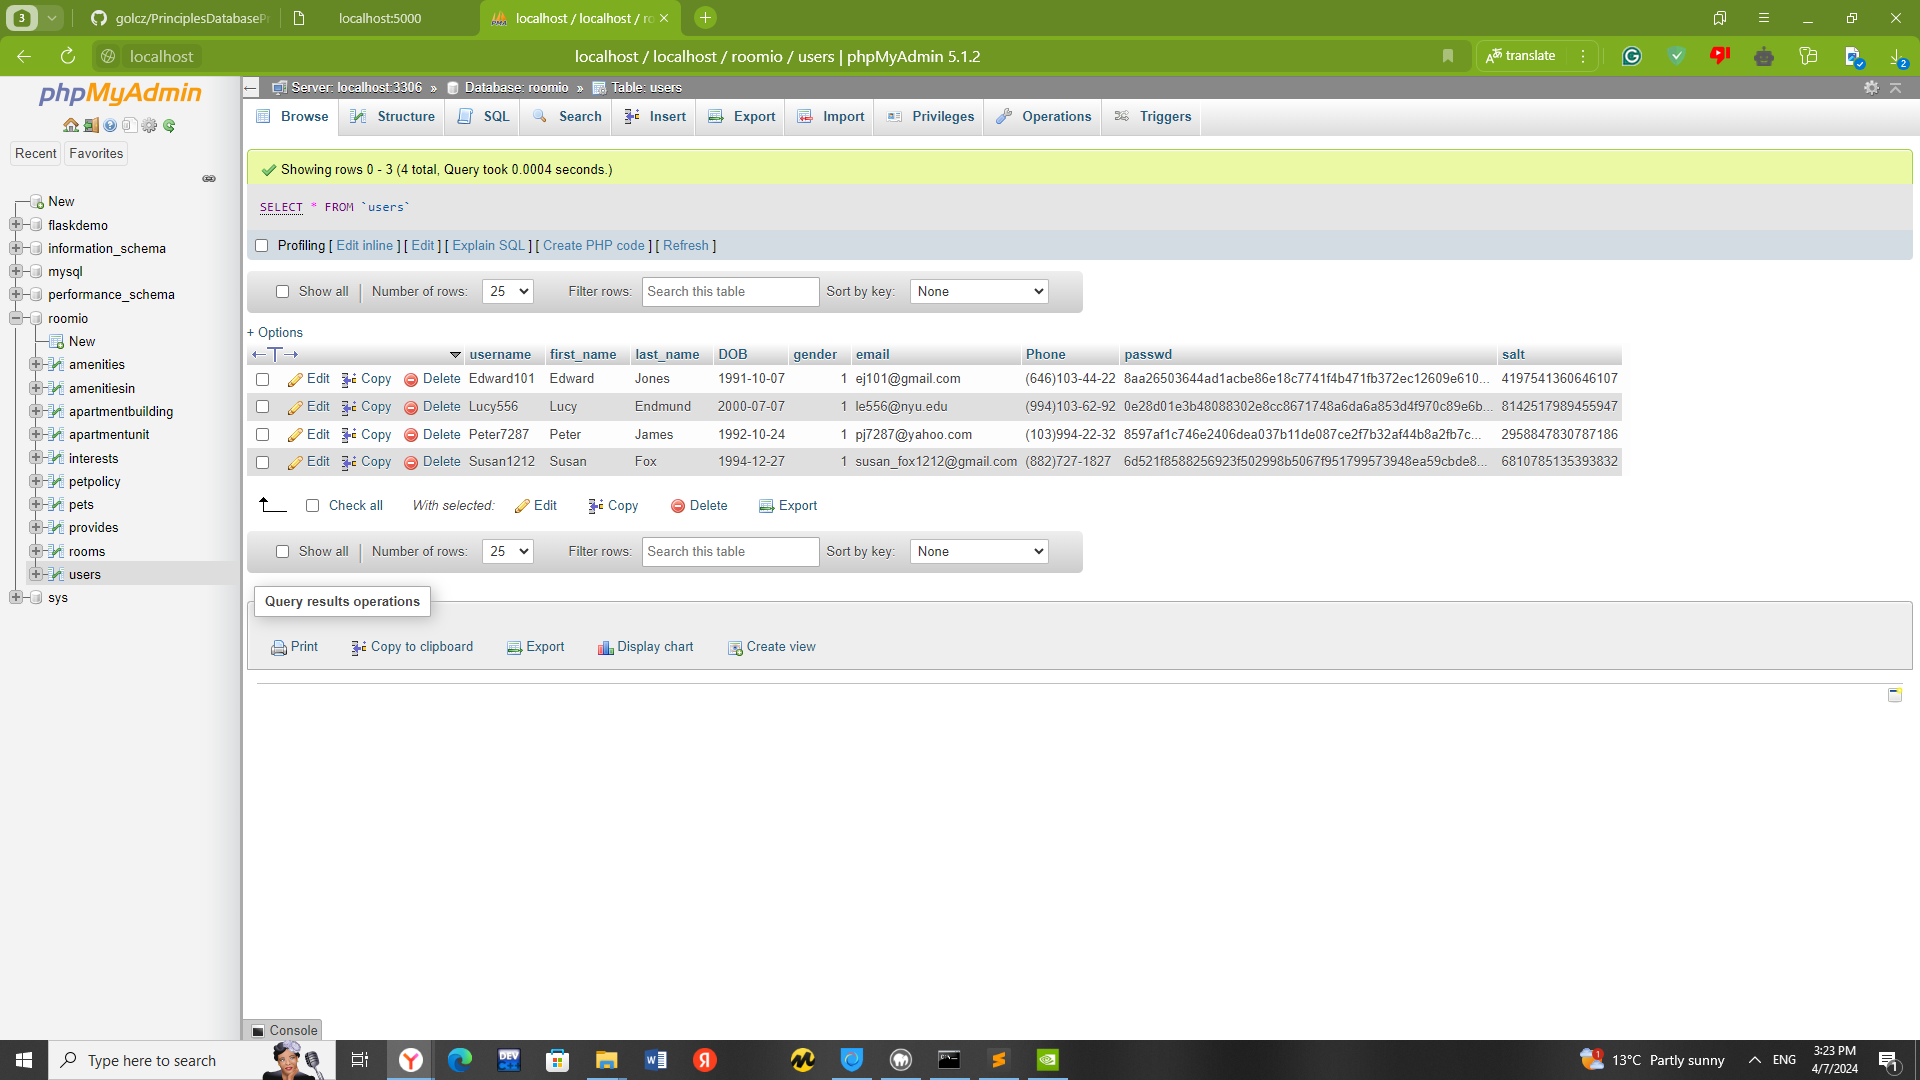 3
golcz/PrinciplesDatabasePr
localhost:5000
localhost / localhost / ro
localhost
localhost / localhost / roomio / users | phpMyAdmin 5.1.2
translate
2
phpMyAdmin
Recent
Favorites
New
flaskdemo
information_schema
mysql
performance_schema
roomio
New
amenities
amenitiesin
apartmentbuilding
apartmentunit
interests
petpolicy
pets
provides
rooms
users
sys
Server: localhost:3306 » Database: roomio » Table: users
Browse Structure SQL Search Insert Export Import Privileges Operations Triggers
Showing rows 0 - 3 (4 total, Query took 0.0004 seconds.)
SELECT * FROM `users`
Profiling [ Edit inline ] [ Edit ] [ Explain SQL ] [ Create PHP code ] [ Refresh ]
Show all | Number of rows: 25 Filter rows: Search this table Sort by key: None
+ Options
←T→ username first_name last_name DOB gender email Phone passwd salt
Edit Copy Delete Edward101 Edward Jones 1991-10-07 1 ej101@gmail.com (646)103-44-22 8aa26503644ad1acbe86e18c7741f4b471fb372ec12609e610... 4197541360646107
Edit Copy Delete Lucy556 Lucy Endmund 2000-07-07 1 le556@nyu.edu (994)103-62-92 0e28d01e3b48088302e8cc8671748a6da6a853d4f970c89e6b... 8142517989455947
Edit Copy Delete Peter7287 Peter James 1992-10-24 1 pj7287@yahoo.com (103)994-22-32 8597af1c746e2406dea037b11de087ce2f7b32af44b8a2fb7c... 2958847830787186
Edit Copy Delete Susan1212 Susan Fox 1994-12-27 1 susan_fox1212@gmail.com (882)727-1827 6d521f8588256923f502998b5067f951799573948ea59cbde8... 6810785135393832
Check all With selected: Edit Copy Delete Export
Show all | Number of rows: 25 Filter rows: Search this table Sort by key: None
Query results operations
Print Copy to clipboard Export Display chart Create view
Console
Type here to search
DEV
13°C Partly sunny
ENG
3:23 PM
4/7/2024
1